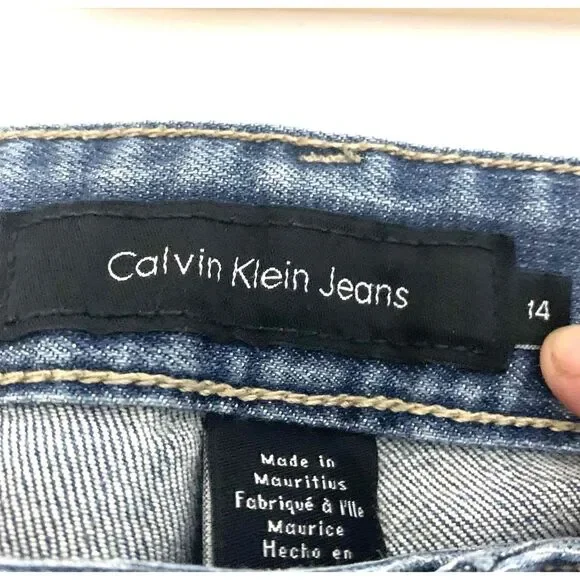 Calvin Klein Jeans
14
Made in
Mauritius
Fabriqué à l'Ile
Maurice
Hecho en